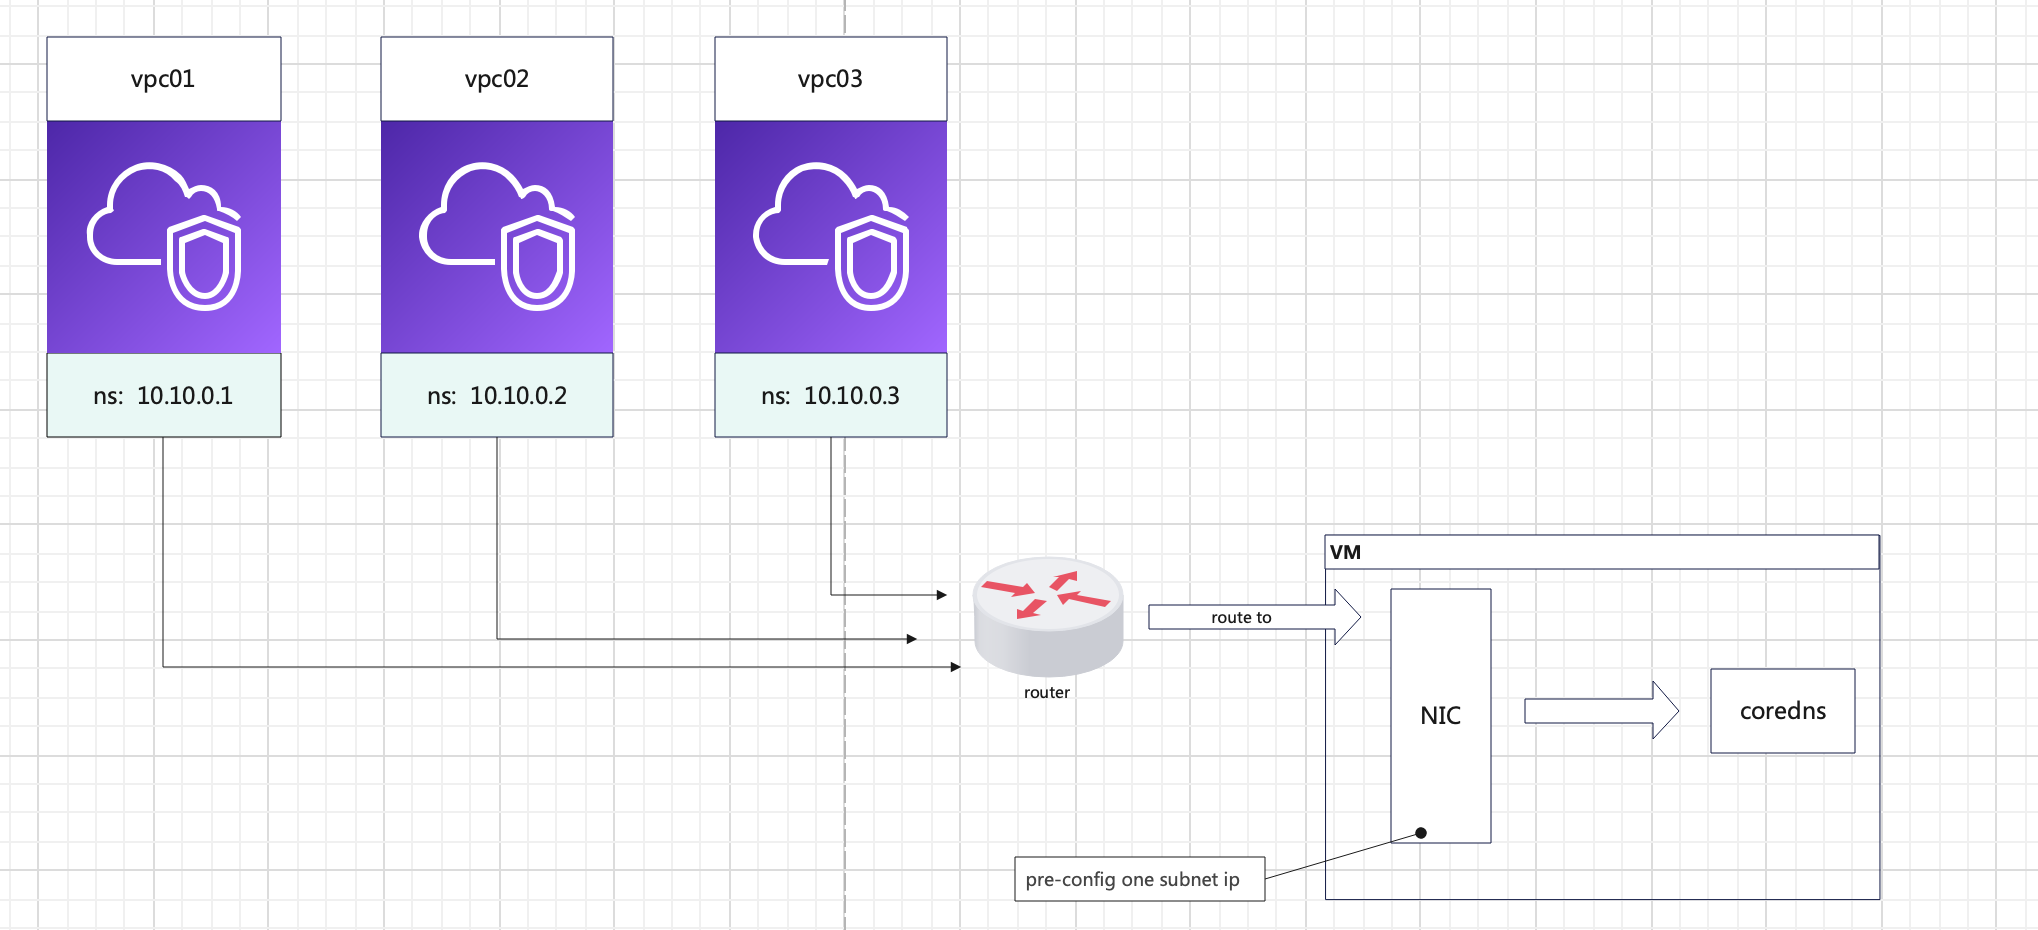 vpc01
vpc02
vpc03
ns: 10.10.0.1
ns: 10.10.0.2
ns: 10.10.0.3
VM
route to
router
NIC
coredns
pre-config one subnet ip